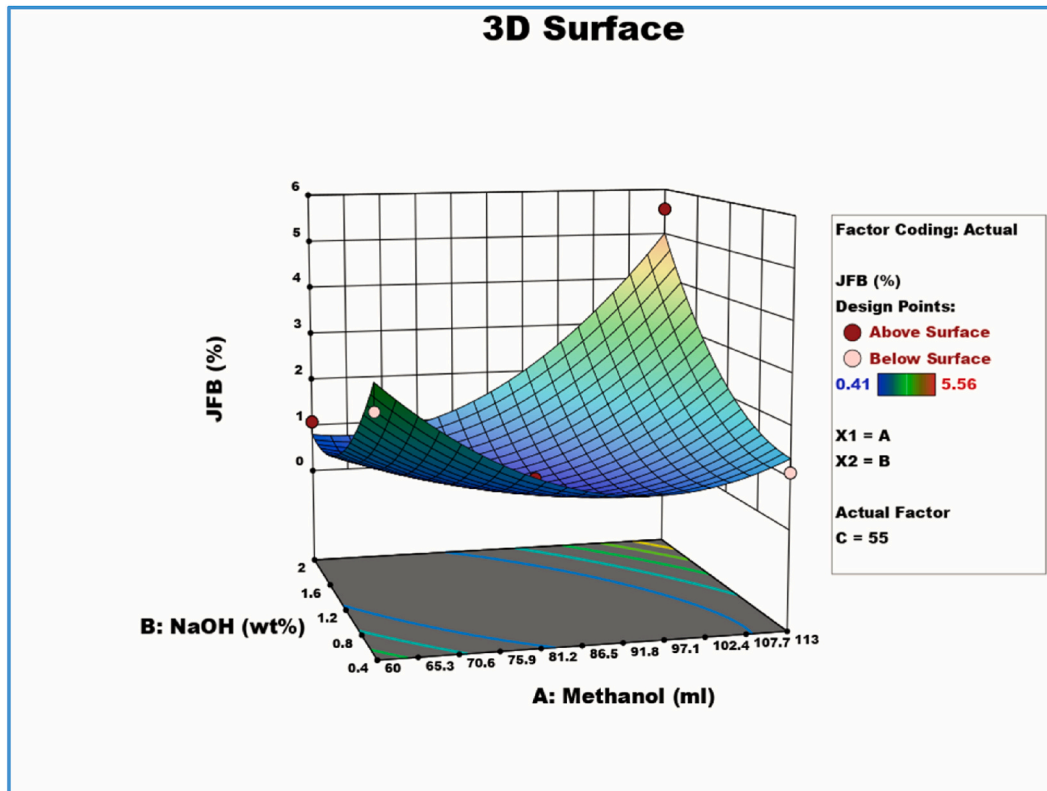 3D Surface
6
5
4
3
2
1
0
JFB (%)
2
1.6
1.2
0.8
0.4
B: NaOH (wt%)
60
65.3
70.6
75.9
81.2
86.5
91.8
97.1
102.4
107.7
113
A: Methanol (ml)
Factor Coding: Actual
JFB (%)
Design Points:
Above Surface
Below Surface
0.41 5.56
X1 = A
X2 = B
Actual Factor
C = 55